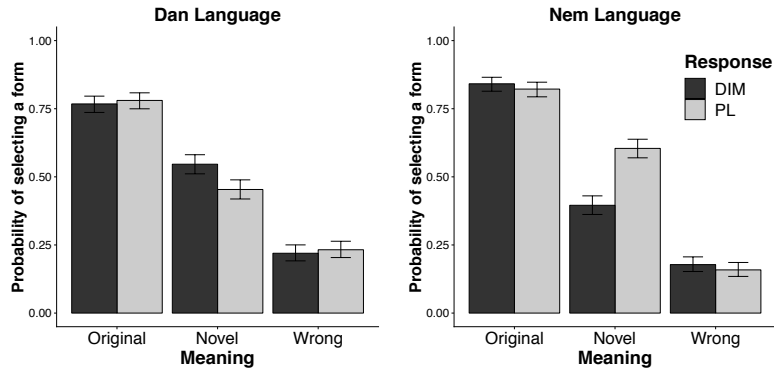 Dan Language
Probability of selecting a form
1.00
0.75
0.50
0.25
0.00
Original Novel Wrong
Meaning
Nem Language
Probability of selecting a form
1.00
0.75
0.50
0.25
0.00
Original Novel Wrong
Meaning
Response
DIM
PL